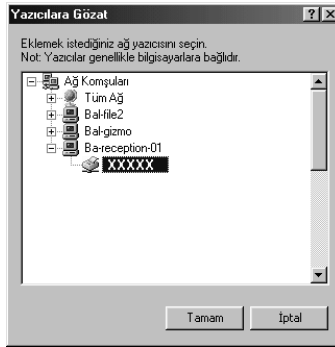 Yazıcılara Gözat
Eklemek istediğiniz ağ yazıcısını seçin.
Not: Yazıcılar genellikle bilgisayarlara bağlıdır.
Ağ Komşuları
Tüm Ağ
Bal-file2
Bal-gizmo
Ba-reception-01
XXXXX
Tamam
İptal